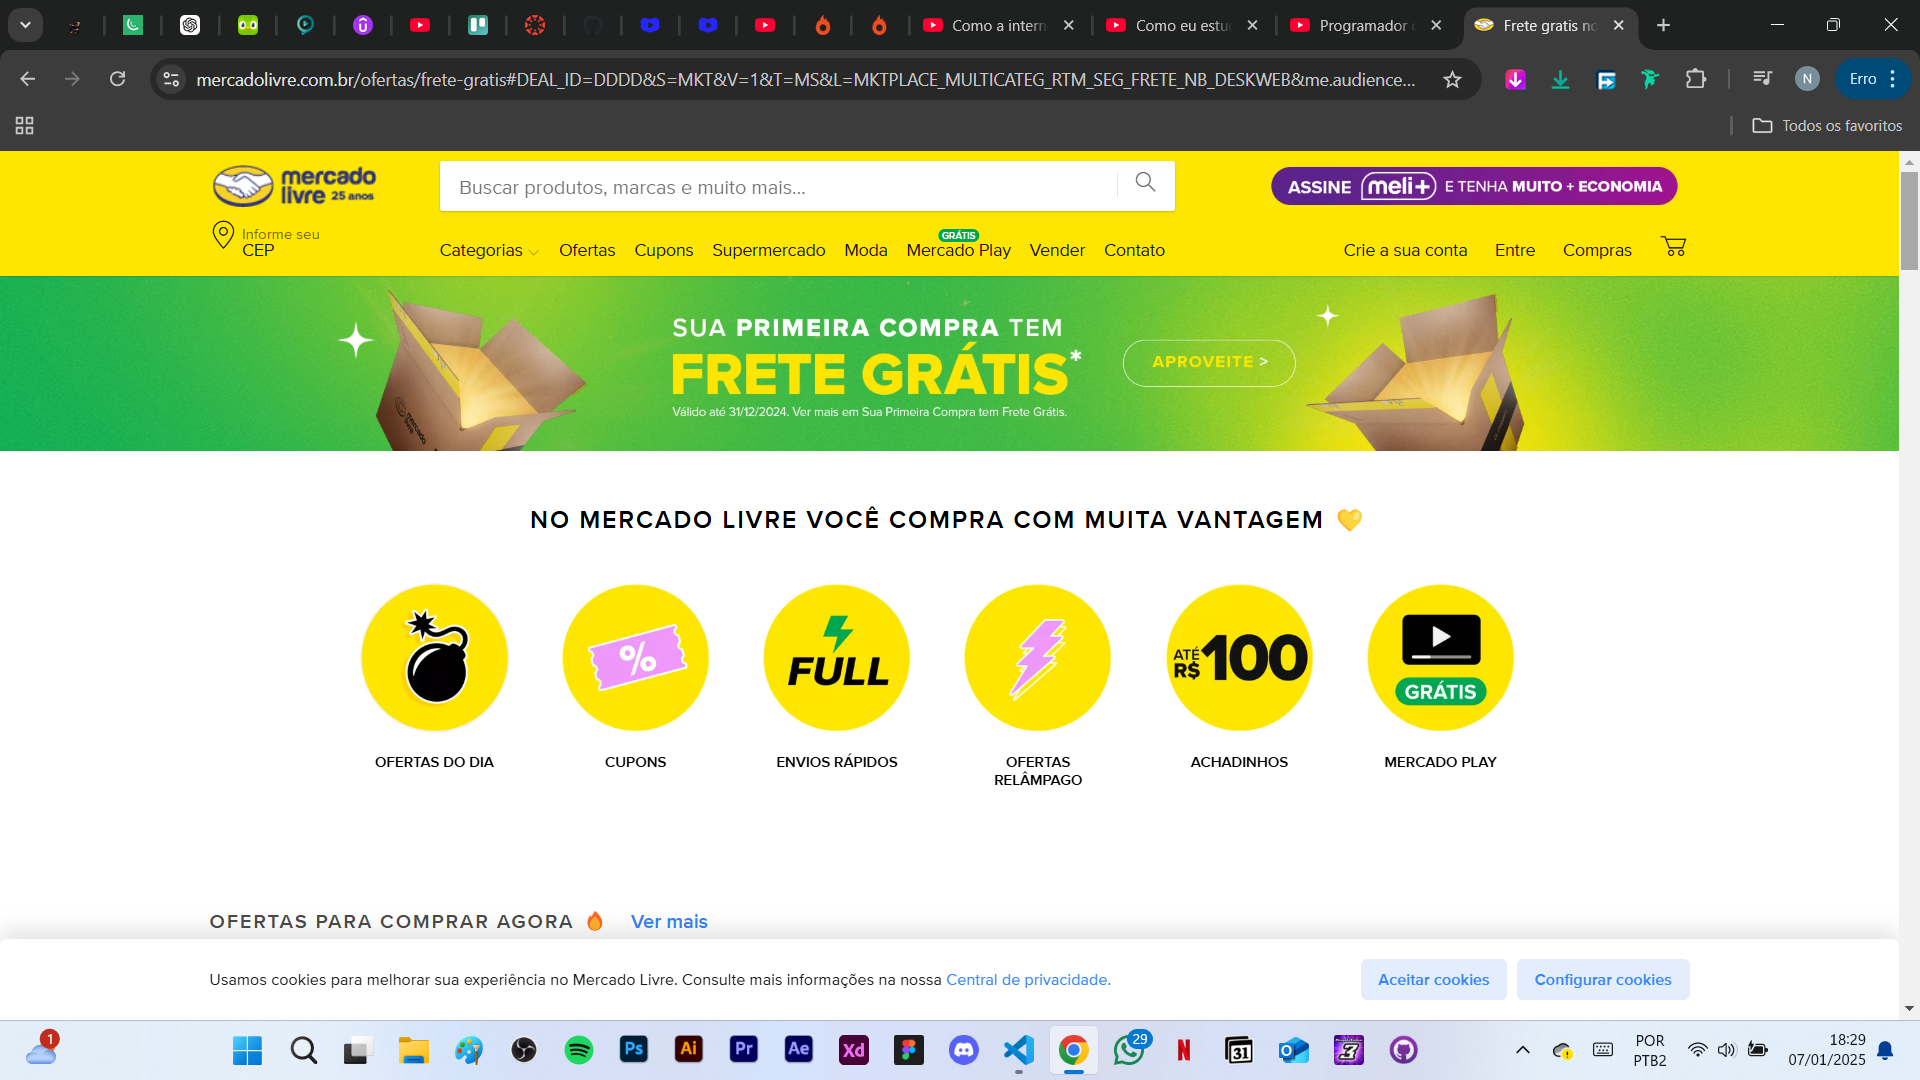 Como a intern
Como eu estu
Programador
Frete gratis no
mercadolivre.com.br/ofertas/frete-gratis#DEAL_ID=DDDD&S=MKT&V=1&T=MS&L=MKTPLACE_MULTICATEG_RTM_SEG_FRETE_NB_DESKWEB&me.audience...
N
Erro
Todos os favoritos
mercado
livre 25 anos
Buscar produtos, marcas e muito mais...
ASSINE meli+ E TENHA MUITO + ECONOMIA
Informe seu
CEP
GRÁTIS
Categorias Ofertas Cupons Supermercado Moda Mercado Play Vender Contato
Crie a sua conta Entre Compras
SUA PRIMEIRA COMPRA TEM
FRETE GRÁTIS*
APROVEITE >
Válido até 31/12/2024. Ver mais em Sua Primeira Compra tem Frete Grátis.
mercado
livre
NO MERCADO LIVRE VOCÊ COMPRA COM MUITA VANTAGEM 💛
%
FULL
ATÉ
R$ 100
GRÁTIS
OFERTAS DO DIA
CUPONS
ENVIOS RÁPIDOS
OFERTAS
RELÂMPAGO
ACHADINHOS
MERCADO PLAY
OFERTAS PARA COMPRAR AGORA 🔥 Ver mais
Usamos cookies para melhorar sua experiência no Mercado Livre. Consulte mais informações na nossa Central de privacidade.
Aceitar cookies
Configurar cookies
1
Ps
Ai
Pr
Ae
Xd
29
N
31
3
POR
PTB2
18:29
07/01/2025